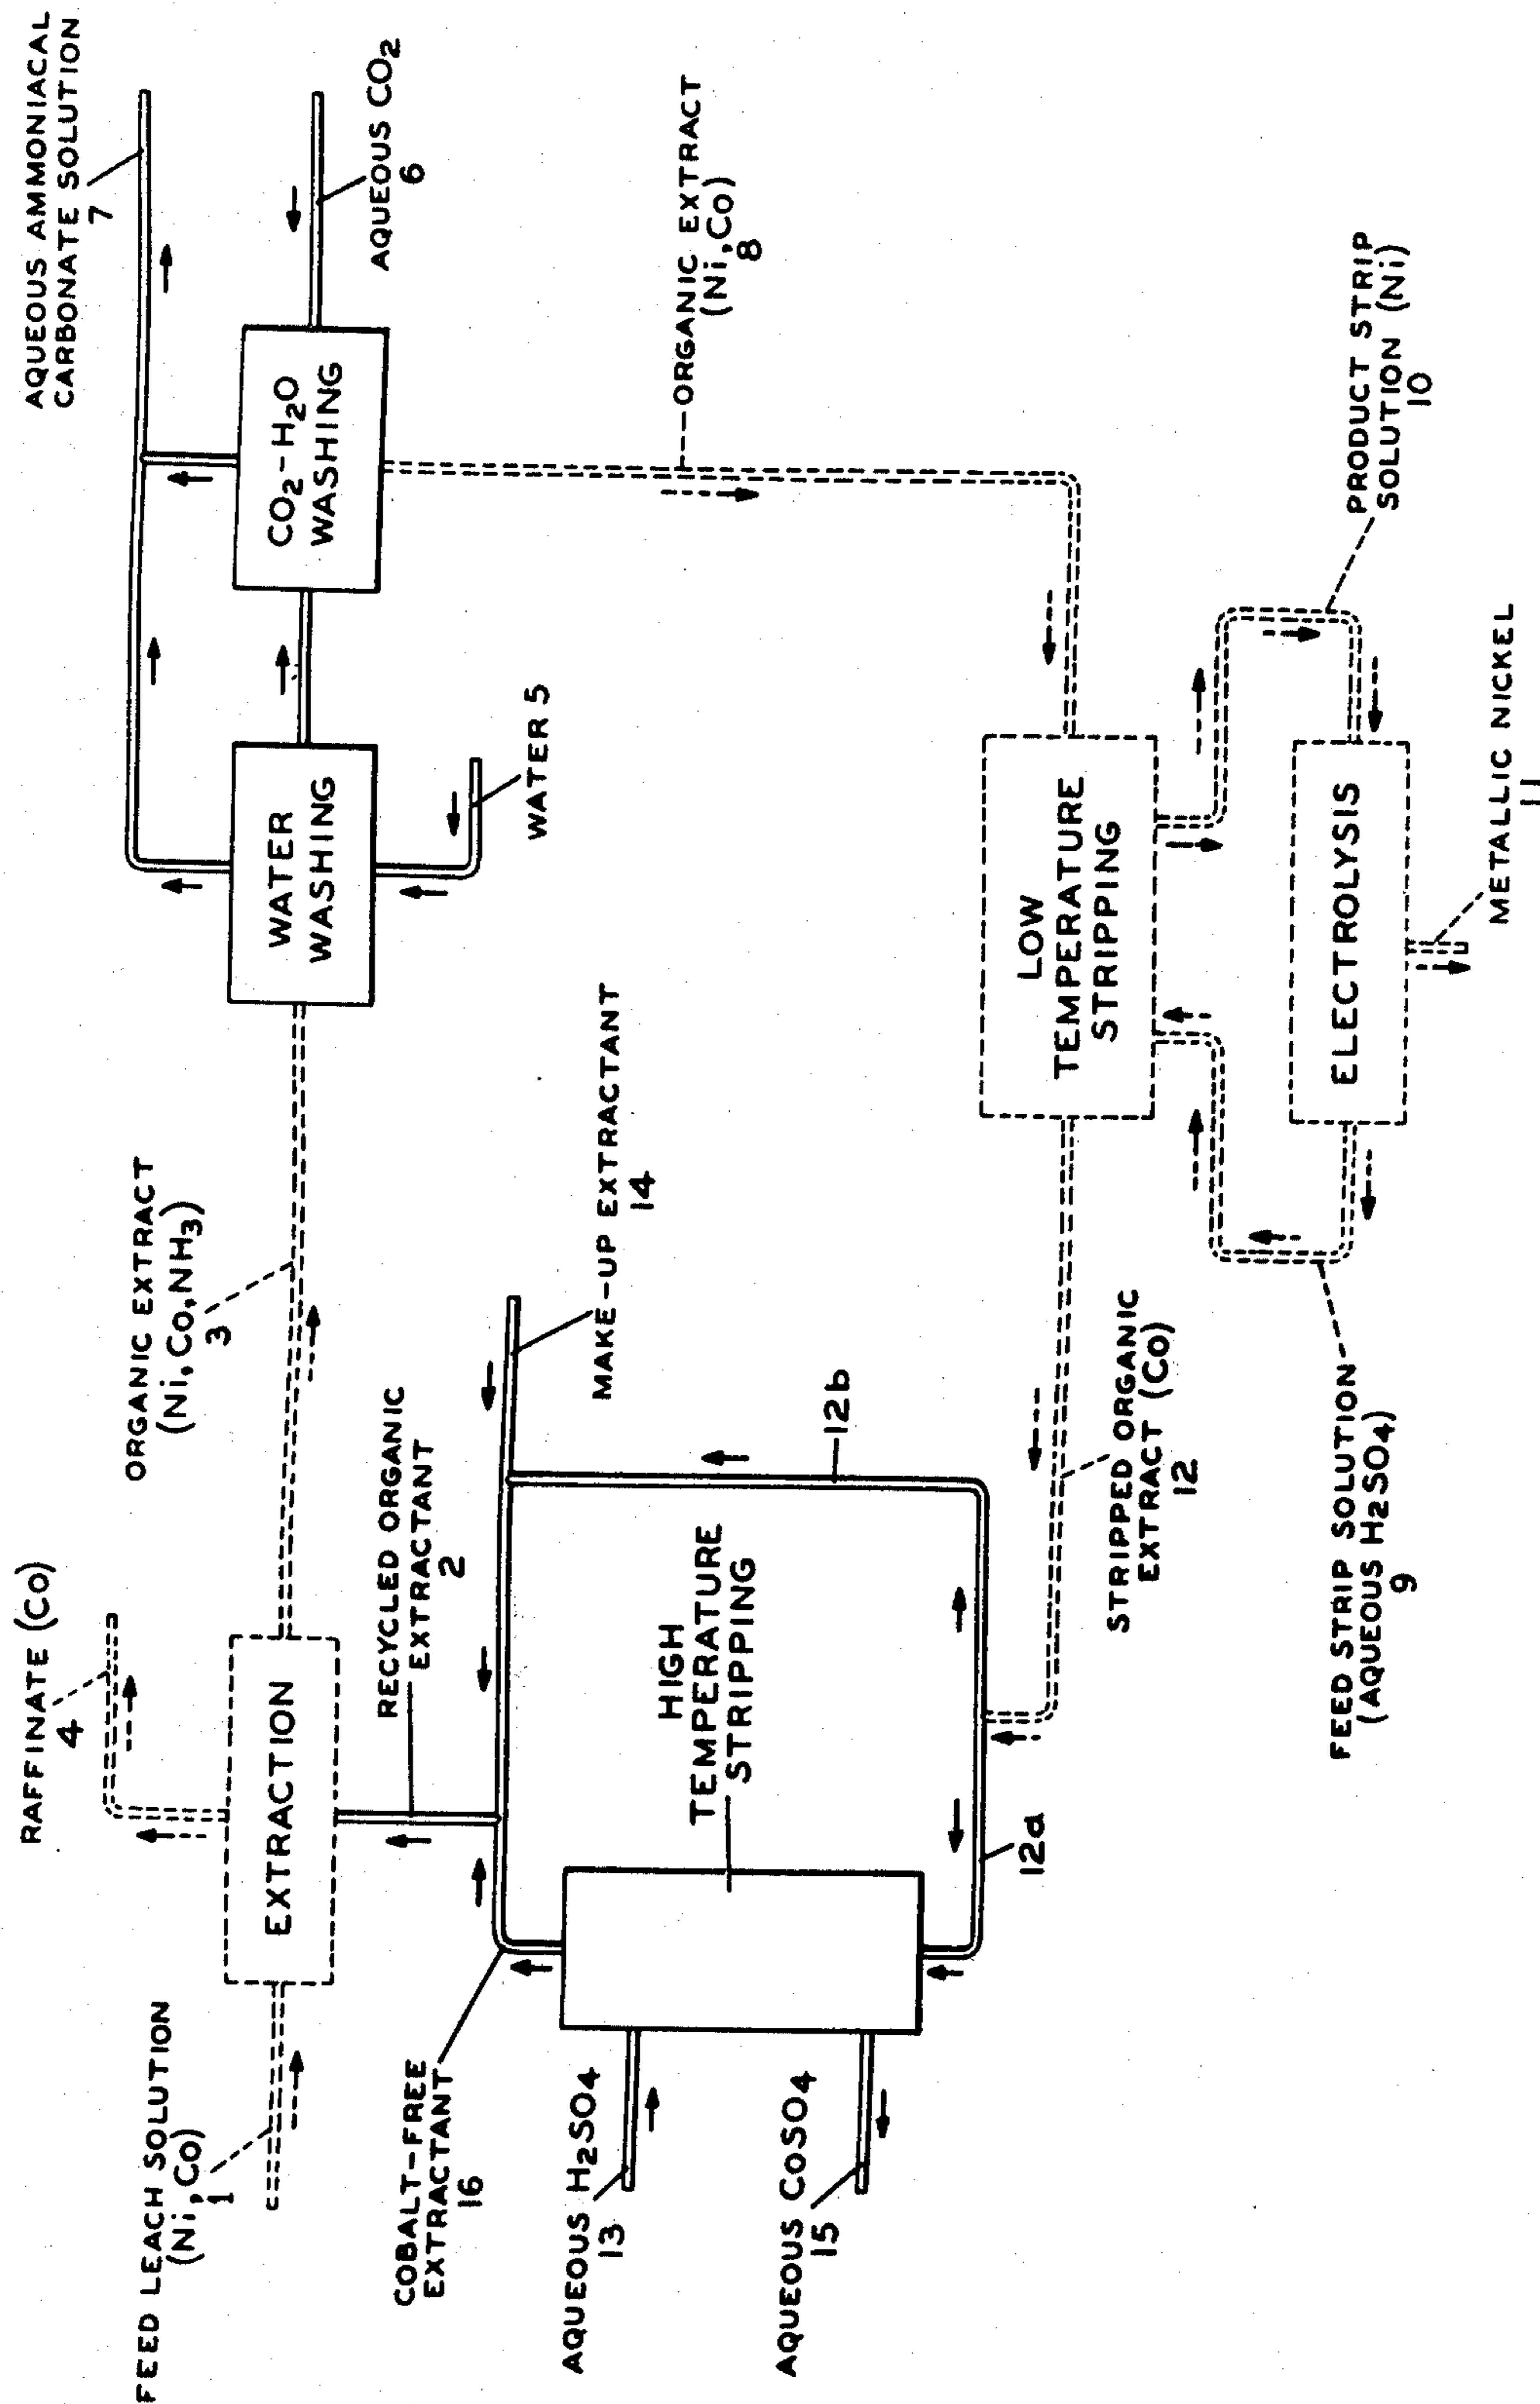 FEED LEACH SOLUTION
(Ni,Co)
1
RAFFINATE (CO)
4
EXTRACTION
ORGANIC EXTRACT
(Ni,Co,NH3)
3
WATER
WASHING
WATER 5
AQUEOUS AMMONIACAL
CARBONATE SOLUTION
7
CO2-H2O
WASHING
AQUEOUS CO2
6
COBALT-FREE
EXTRACTANT
16
RECYCLED ORGANIC
EXTRACTANT
2
MAKE-UP EXTRACTANT
14
ORGANIC EXTRACT
(Ni,Co)
8
AQUEOUS H2SO4
13
HIGH
TEMPERATURE
STRIPPING
12b
AQUEOUS CoSO4
15
12a
STRIPPED ORGANIC
EXTRACT (CO)
12
LOW
TEMPERATURE
STRIPPING
FEED STRIP SOLUTION
(AQUEOUS H2SO4)
9
ELECTROLYSIS
PRODUCT STRIP
SOLUTION (Ni)
10
METALLIC NICKEL
11